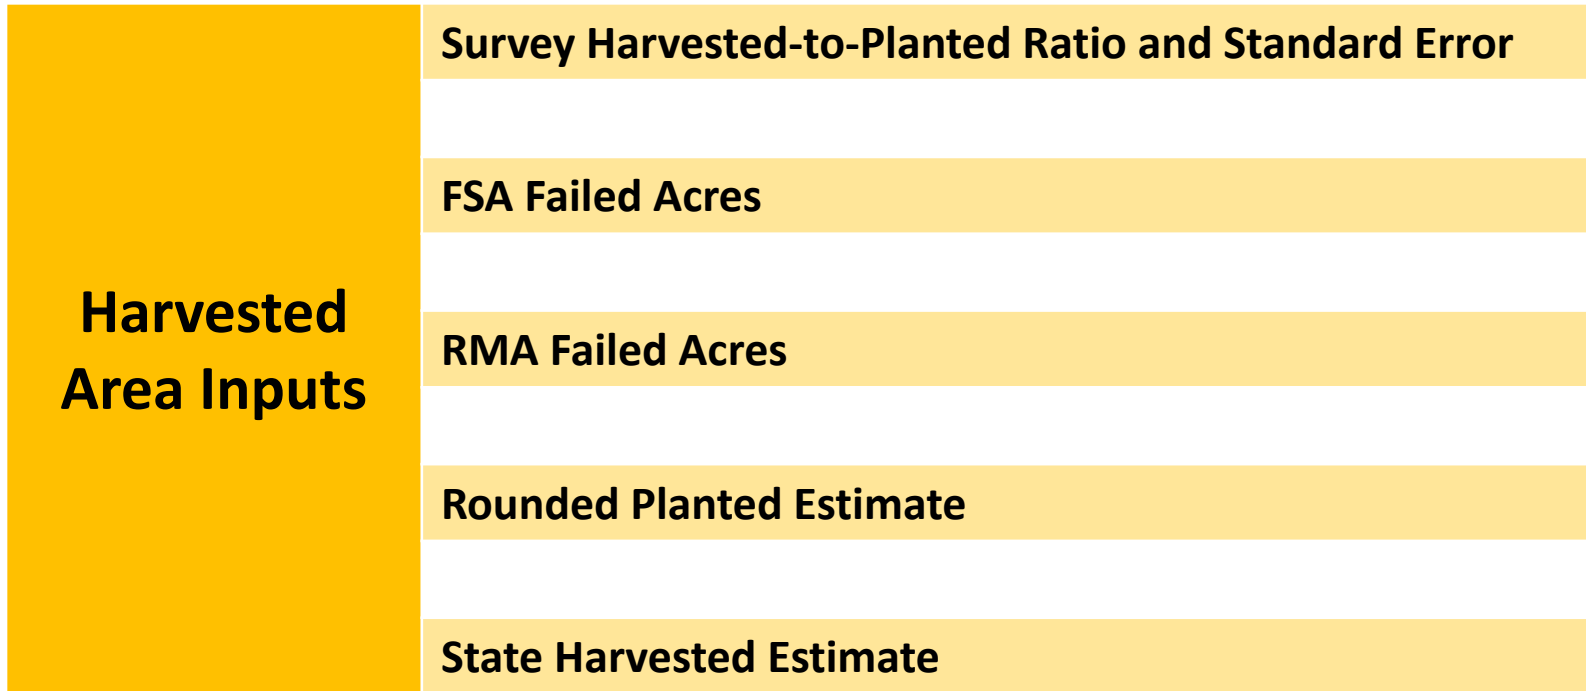 Survey Harvested-to-Planted Ratio and Standard Error
FSA Failed Acres
Harvested
Area Inputs
RMA Failed Acres
Rounded Planted Estimate
State Harvested Estimate